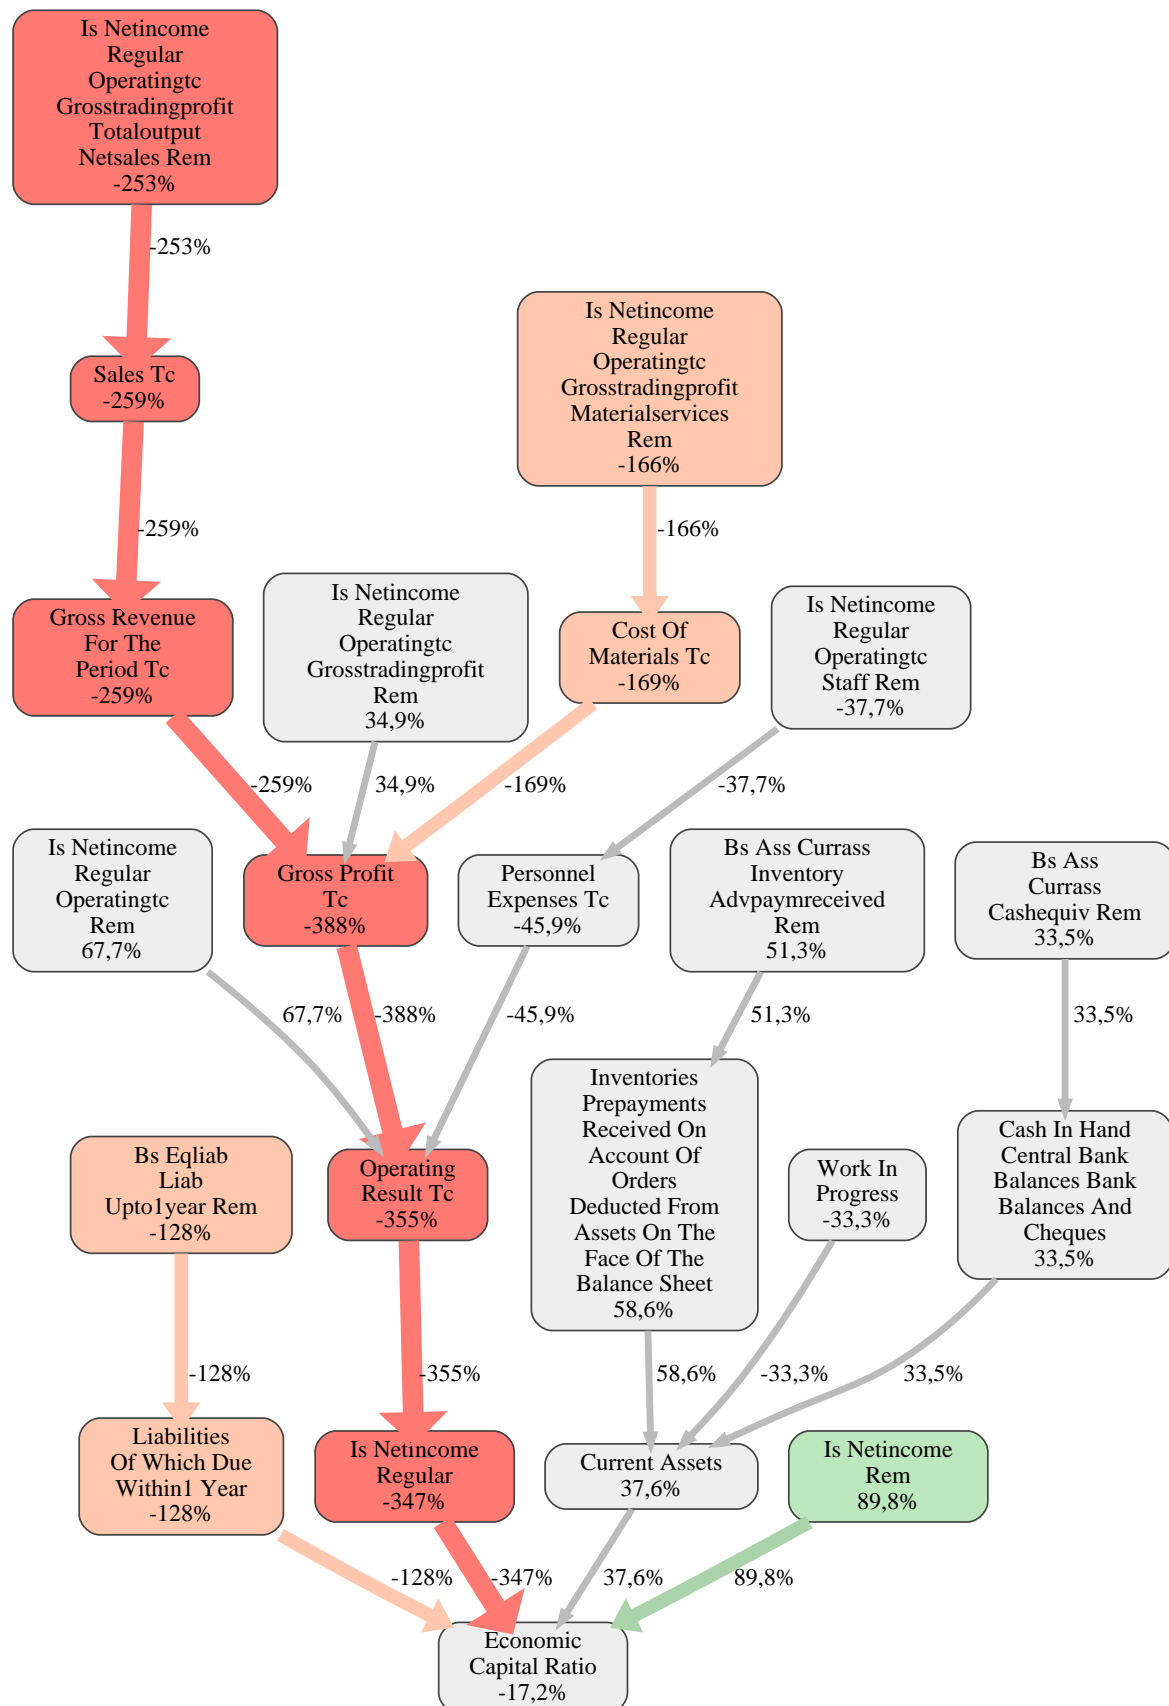 Is Netincome
Regular
Operatingtc
Grosstradingprofit
Totaloutput
Netsales Rem
-253%
-253%
Sales Tc
-259%
-259%
Is Netincome
Regular
Operatingtc
Grosstradingprofit
Materialservices
Rem
-166%
-166%
Gross Revenue
For The
Period Tc
-259%
Is Netincome
Regular
Operatingtc
Grosstradingprofit
Rem
34,9%
Cost Of
Materials Tc
-169%
Is Netincome
Regular
Operatingtc
Staff Rem
-37,7%
-259%
34,9%
-169%
-37,7%
Is Netincome
Regular
Operatingtc
Rem
67,7%
Gross Profit
Tc
-388%
Personnel
Expenses Tc
-45,9%
Bs Ass Currass
Inventory
Advpaymreceived
Rem
51,3%
Bs Ass
Currass
Cashequiv Rem
33,5%
67,7%
-388%
-45,9%
51,3%
33,5%
Bs Eqliab
Liab
Upto1year Rem
-128%
Operating
Result Tc
-355%
Inventories
Prepayments
Received On
Account Of
Orders
Deducted From
Assets On The
Face Of The
Balance Sheet
58,6%
Work In
Progress
-33,3%
Cash In Hand
Central Bank
Balances Bank
Balances And
Cheques
33,5%
-128%
-355%
58,6%
-33,3%
33,5%
Liabilities
Of Which Due
Within1 Year
-128%
Is Netincome
Regular
-347%
Current Assets
37,6%
Is Netincome
Rem
89,8%
-128%
-347%
37,6%
89,8%
Economic
Capital Ratio
-17,2%